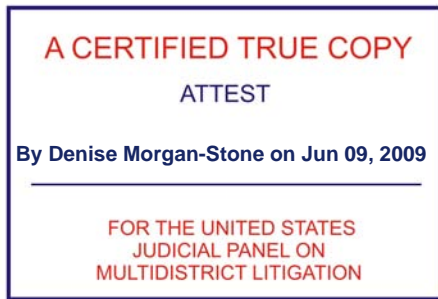 A CERTIFIED TRUE COPY
ATTEST
By Denise Morgan-Stone on Jun 09, 2009
FOR THE UNITED STATES
JUDICIAL PANEL ON
MULTIDISTRICT LITIGATION